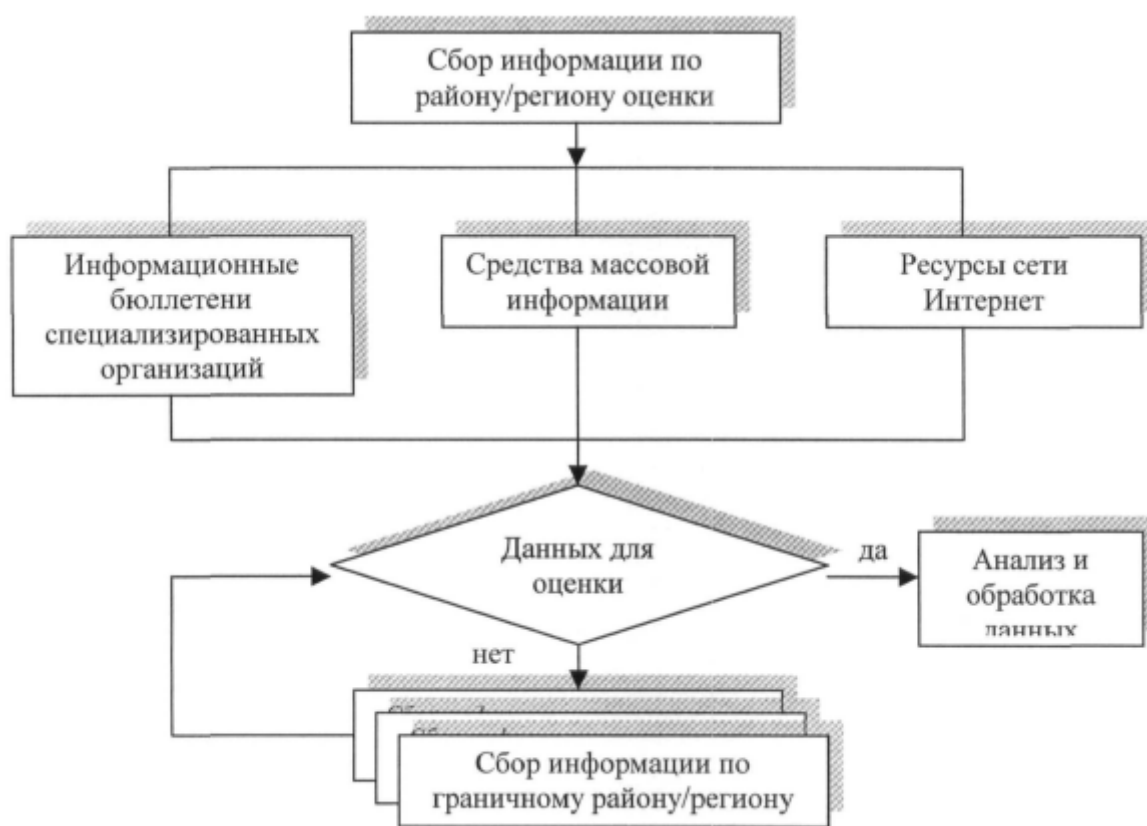 Сбор информации по
району/региону оценки
Информационные
бюллетени
специализированных
организаций
Средства массовой
информации
Ресурсы сети
Интернет
Данных для
оценки
да
Анализ и
обработка
данных
нет
Сбор информации по
граничному району/региону